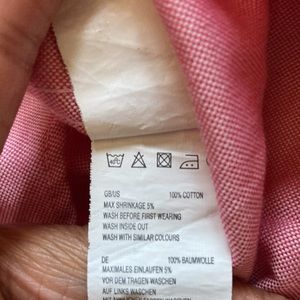 GB/US 100% COTTON
MAX SHRINKAGE 5%
WASH BEFORE FIRST WEARING
WASH INSIDE OUT
WASH WITH SIMILAR COLOURS
DE 100% BAUMWOLLE
MAXIMALES EINLAUFEN 5%
VOR DEM TRAGEN WASCHEN
AUF LINKS WASCHEN